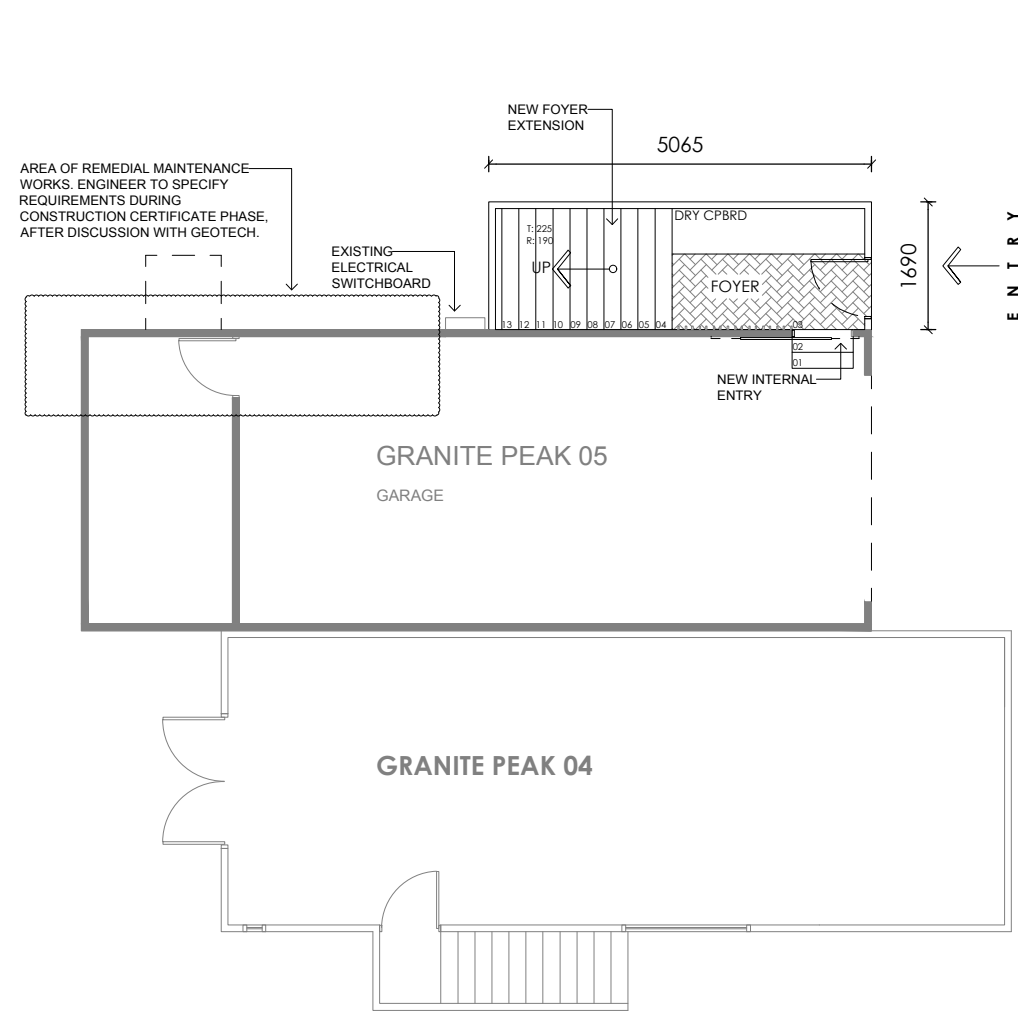 NEW FOYER
EXTENSION
5065
AREA OF REMEDIAL MAINTENANCE
WORKS. ENGINEER TO SPECIFY
REQUIREMENTS DURING
CONSTRUCTION CERTIFICATE PHASE,
AFTER DISCUSSION WITH GEOTECH.
EXISTING
ELECTRICAL
SWITCHBOARD
T: 225
R: 190
UP
DRY CPBRD
FOYER
1690
ENTRY
13 12 11 10 09 08 07 06 05 04
03
02
01
NEW INTERNAL
ENTRY
GRANITE PEAK 05
GARAGE
GRANITE PEAK 04